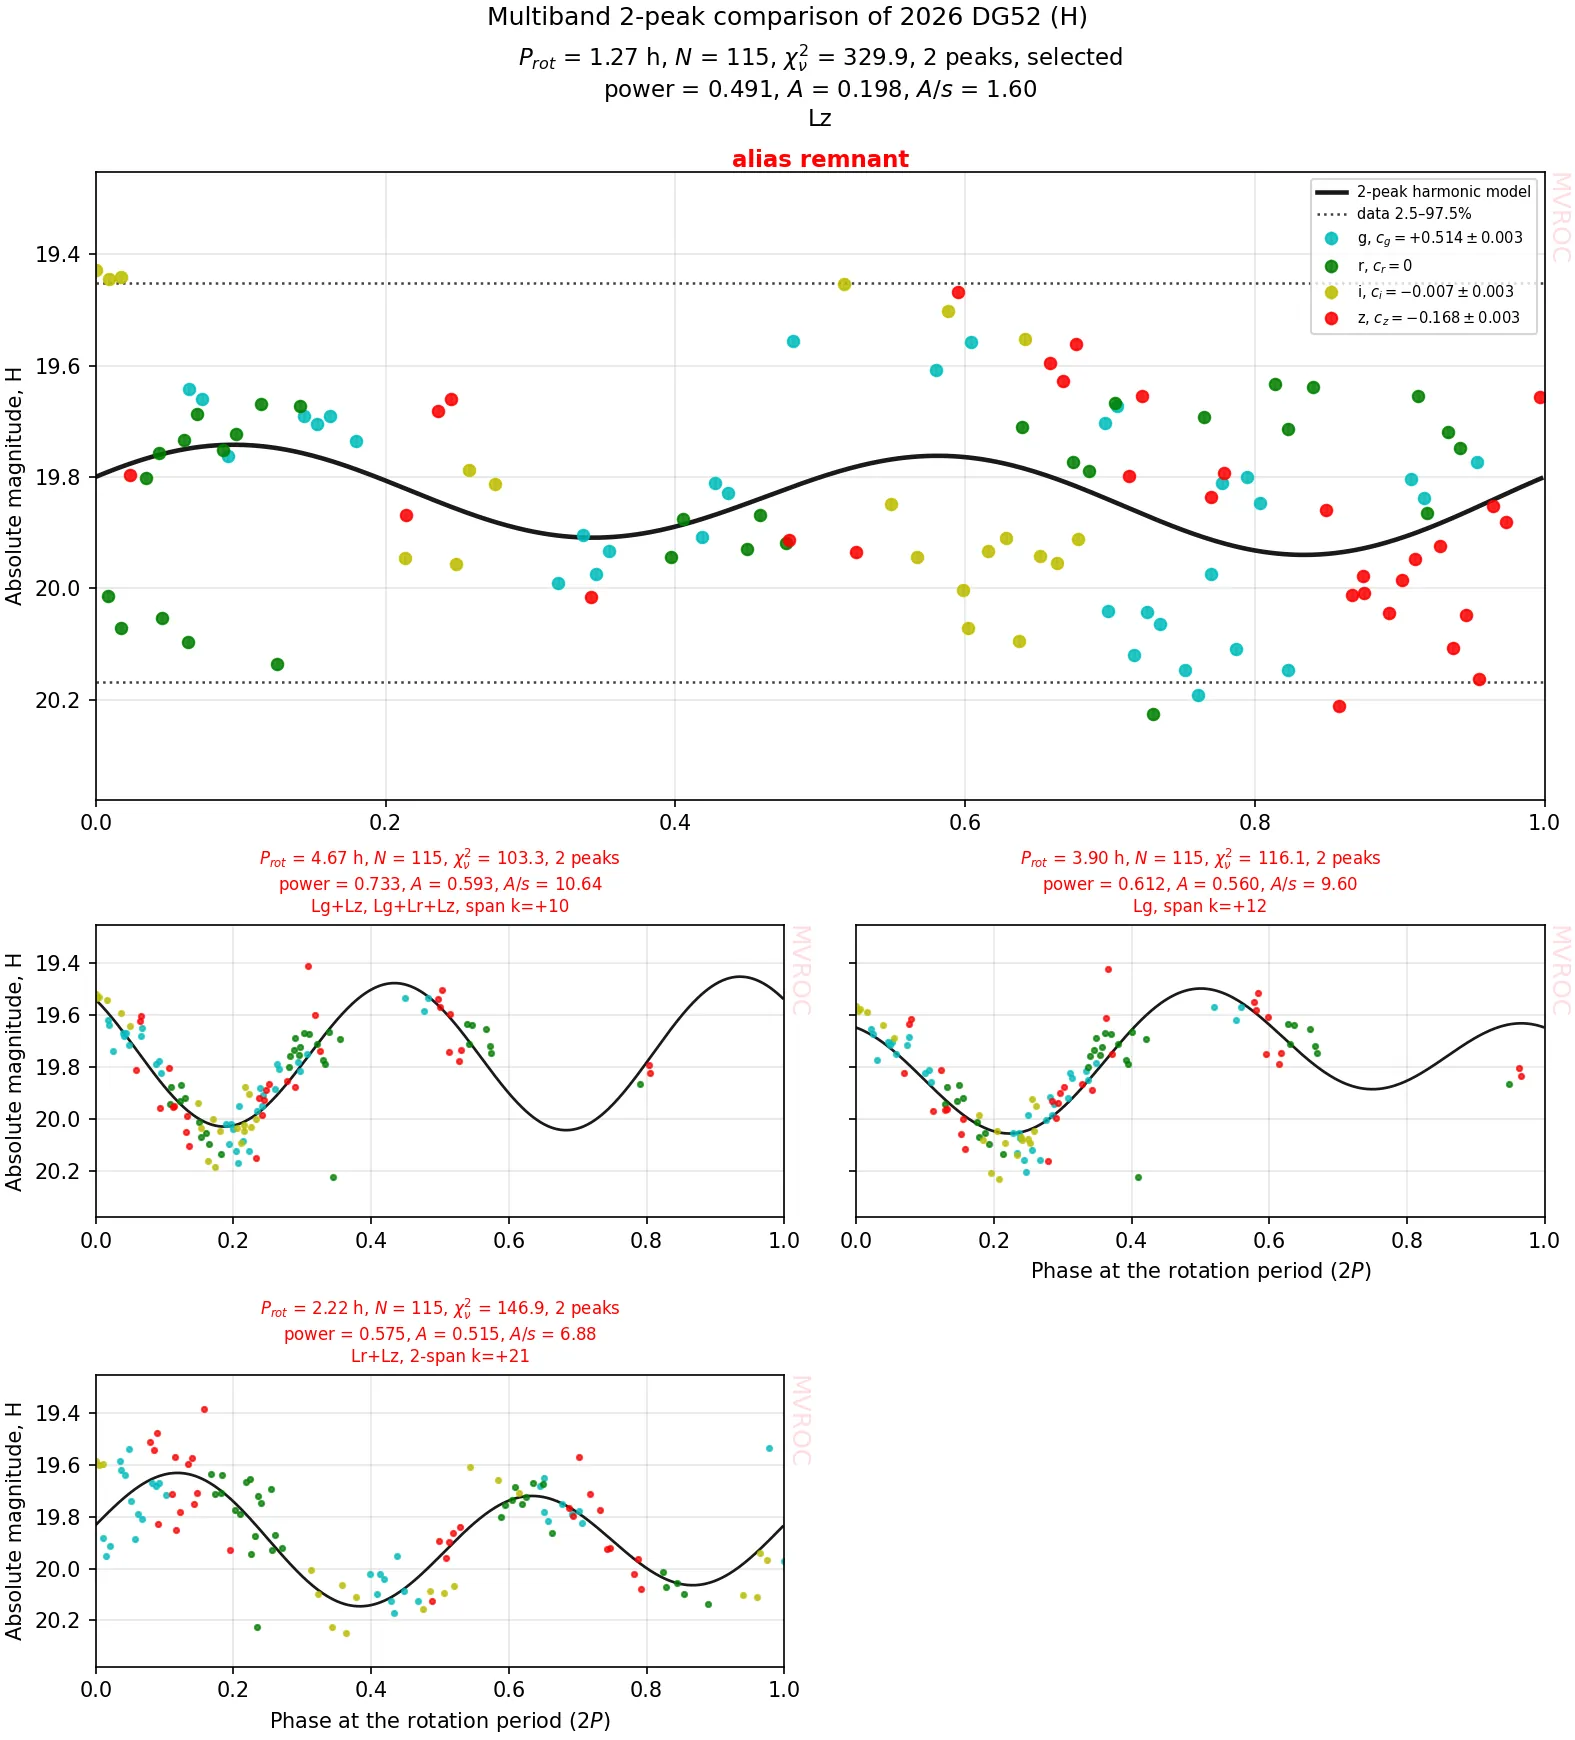 Multiband 2-peak comparison of 2026 DG52 (H)
P_rot = 1.27 h, N = 115, χ²_ν = 329.9, 2 peaks, selected
power = 0.491, A = 0.198, A/s = 1.60
Lz
alias remnant
MVROC
2-peak harmonic model
data 2.5–97.5%
g, c_g = +0.514 ± 0.003
r, c_r = 0
i, c_i = −0.007 ± 0.003
z, c_z = −0.168 ± 0.003
Absolute magnitude, H
19.4
19.6
19.8
20.0
20.2
0.0 0.2 0.4 0.6 0.8 1.0
P_rot = 4.67 h, N = 115, χ²_ν = 103.3, 2 peaks
power = 0.733, A = 0.593, A/s = 10.64
Lg+Lz, Lg+Lr+Lz, span k=+10
MVROC
Absolute magnitude, H
19.4
19.6
19.8
20.0
20.2
0.0 0.2 0.4 0.6 0.8 1.0
P_rot = 3.90 h, N = 115, χ²_ν = 116.1, 2 peaks
power = 0.612, A = 0.560, A/s = 9.60
Lg, span k=+12
MVROC
0.0 0.2 0.4 0.6 0.8 1.0
Phase at the rotation period (2P)
P_rot = 2.22 h, N = 115, χ²_ν = 146.9, 2 peaks
power = 0.575, A = 0.515, A/s = 6.88
Lr+Lz, 2-span k=+21
MVROC
Absolute magnitude, H
19.4
19.6
19.8
20.0
20.2
0.0 0.2 0.4 0.6 0.8 1.0
Phase at the rotation period (2P)